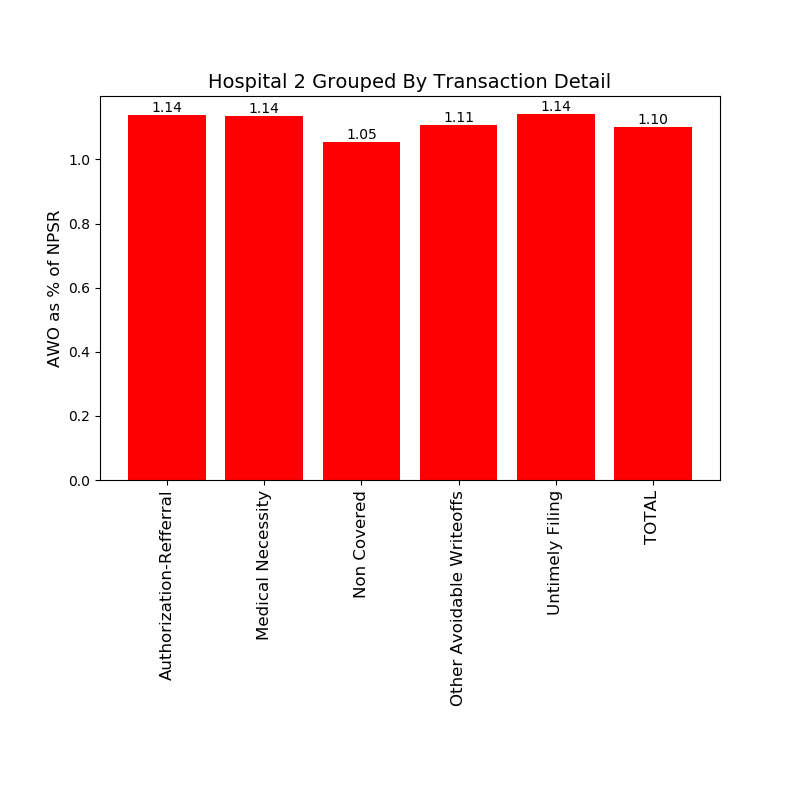 Hospital 2 Grouped By Transaction Detail
1.14
1.14
1.05
1.11
1.14
1.10
AWO as % of NPSR
1.0
0.8
0.6
0.4
0.2
0.0
Authorization-Refferral
Medical Necessity
Non Covered
Other Avoidable Writeoffs
Untimely Filing
TOTAL